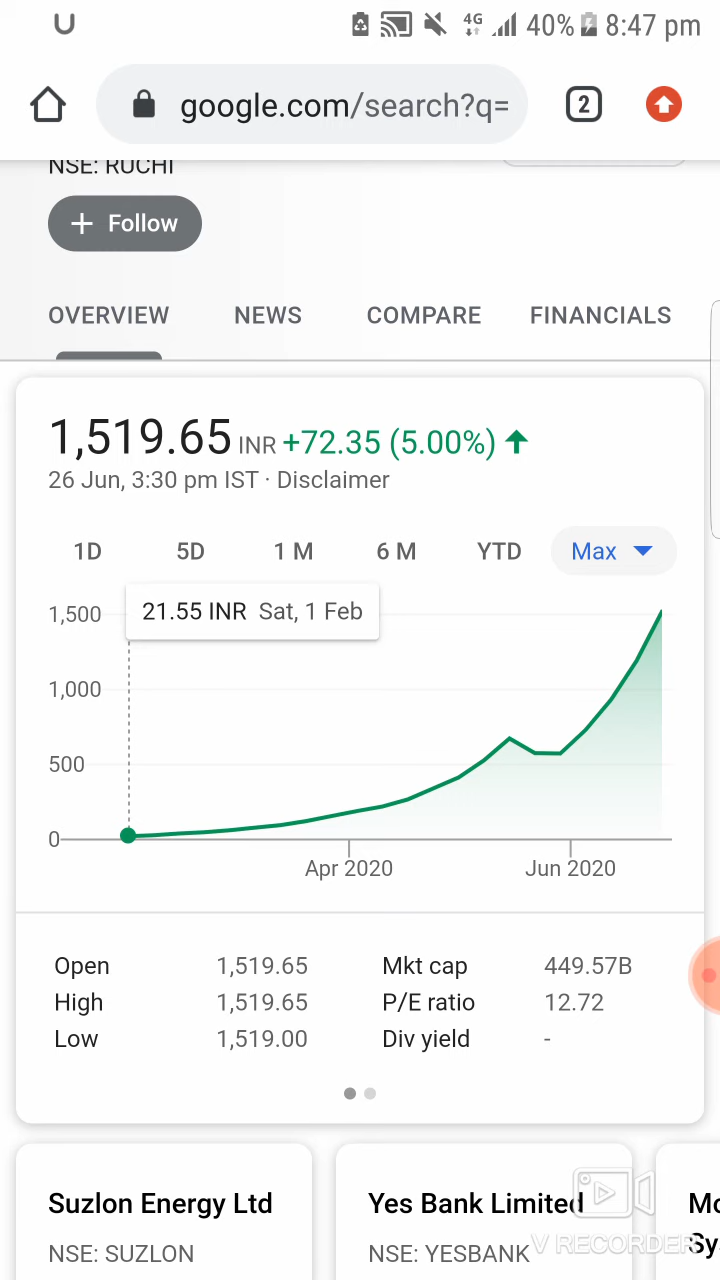 4G 40% 8:47 pm
google.com/search?q=
2
NSE: RUCHI
+ Follow
OVERVIEW NEWS COMPARE FINANCIALS
1,519.65 INR +72.35 (5.00%)
26 Jun, 3:30 pm IST · Disclaimer
1D 5D 1 M 6 M YTD Max
21.55 INR Sat, 1 Feb
1,500
1,000
500
0
Apr 2020 Jun 2020
Open 1,519.65 Mkt cap 449.57B
High 1,519.65 P/E ratio 12.72
Low 1,519.00 Div yield -
Suzlon Energy Ltd Yes Bank Limited
NSE: SUZLON NSE: YESBANK
V RECORDER